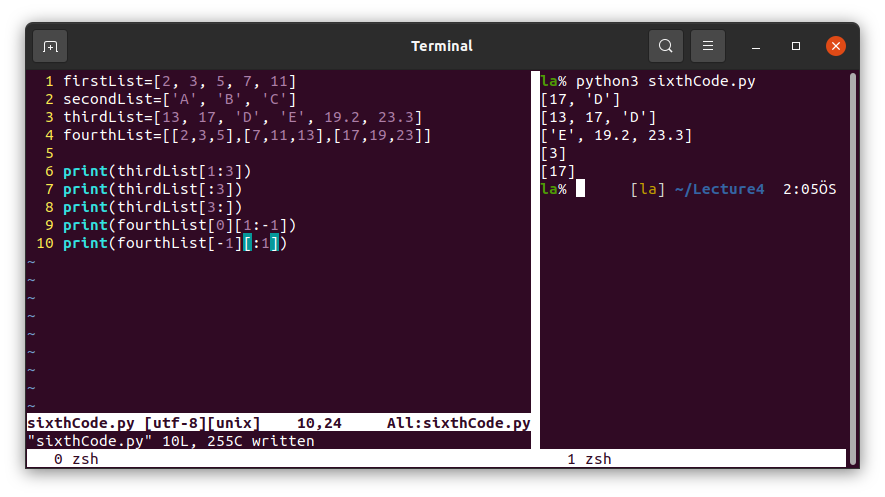 Terminal
1 firstList=[2, 3, 5, 7, 11]
2 secondList=['A', 'B', 'C']
3 thirdList=[13, 17, 'D', 'E', 19.2, 23.3]
4 fourthList=[[2,3,5],[7,11,13],[17,19,23]]
5
6 print(thirdList[1:3])
7 print(thirdList[:3])
8 print(thirdList[3:])
9 print(fourthList[0][1:-1])
10 print(fourthList[-1][:1])
~
~
~
~
~
~
~
~
~
sixthCode.py [utf-8][unix] 10,24 All:sixthCode.py
"sixthCode.py" 10L, 255C written
0 zsh
la% python3 sixthCode.py
[17, 'D']
[13, 17, 'D']
['E', 19.2, 23.3]
[3]
[17]
la% [la] ~/Lecture4 2:05ÖS
1 zsh